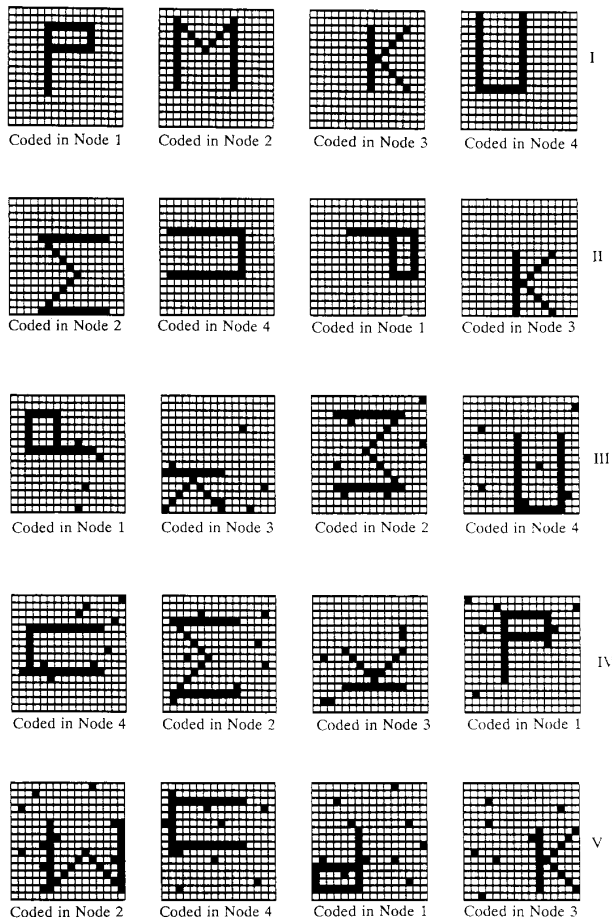 I
Coded in Node 1 Coded in Node 2 Coded in Node 3 Coded in Node 4
II
Coded in Node 2 Coded in Node 4 Coded in Node 1 Coded in Node 3
III
Coded in Node 1 Coded in Node 3 Coded in Node 2 Coded in Node 4
IV
Coded in Node 4 Coded in Node 2 Coded in Node 3 Coded in Node 1
V
Coded in Node 2 Coded in Node 4 Coded in Node 1 Coded in Node 3